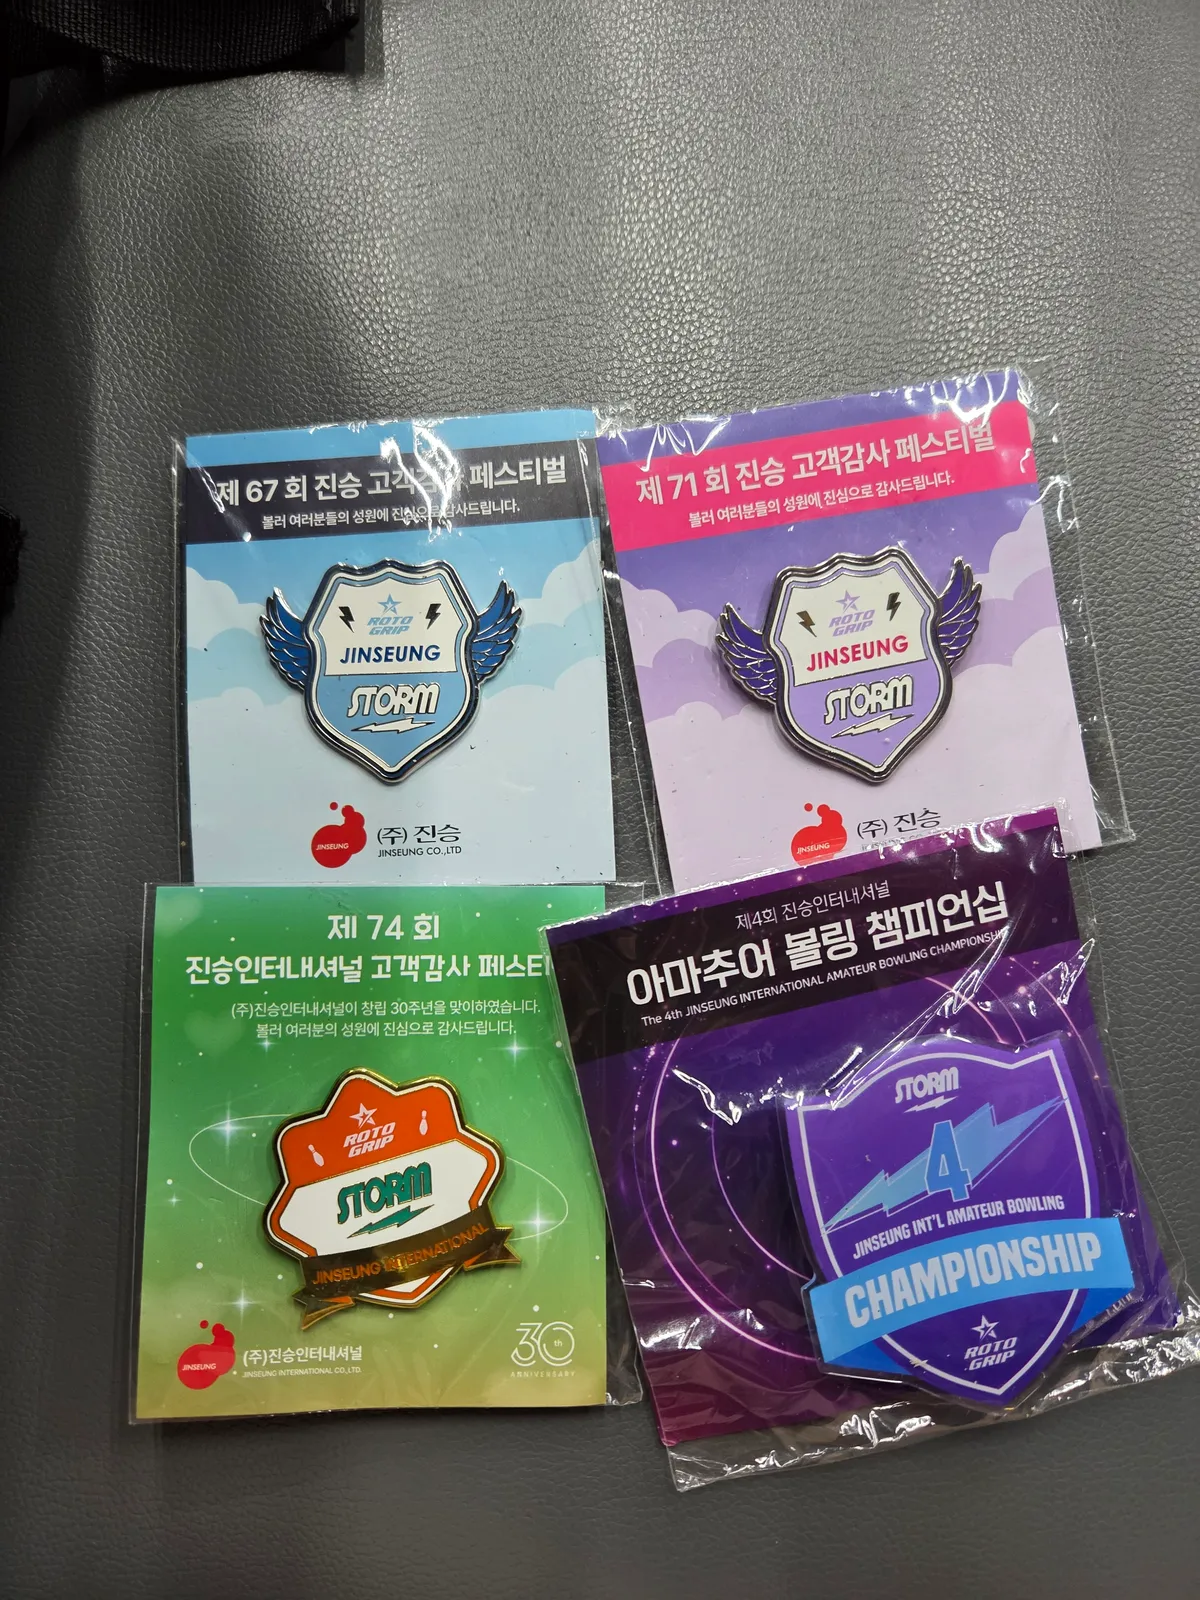 제 67 회 진승 고객감사 페스티벌
볼러 여러분들의 성원에 진심으로 감사드립니다.
ROTO
GRIP
JINSEUNG
STORM
JINSEUNG
(주) 진승
JINSEUNG CO.,LTD
제 71 회 진승 고객감사 페스티벌
볼러 여러분들의 성원에 진심으로 감사드립니다.
ROTO
GRIP
JINSEUNG
STORM
JINSEUNG
(주) 진승
제 74 회
진승인터내셔널 고객감사
(주)진승인터내셔널이 창립 30주년을 맞이하였습니다.
볼러 여러분의 성원에 진심으로 감사드립니다.
ROTO
GRIP
STORM
JINSEUNG INTERNATIONAL
JINSEUNG
(주)진승인터내셔널
JINSEUNG INTERNATIONAL CO.,LTD.
30 th
ANNIVERSARY
제4회 진승인터내셔널
아마추어 볼링 챔피언십
The 4th JINSEUNG INTERNATIONAL AMATEUR BOWLING CHAMPIONSHIP
STORM
4
JINSEUNG INT'L AMATEUR BOWLING
CHAMPIONSHIP
ROTO
GRIP